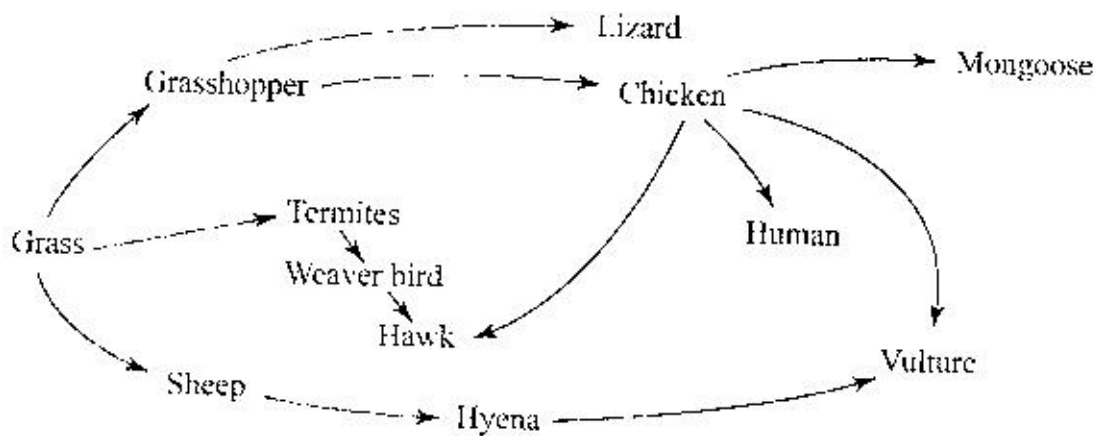 Lizard
Mongoose
Grasshopper
Chicken
Termites
Human
Grass
Weaver bird
Hawk
Vulture
Sheep
Hyena